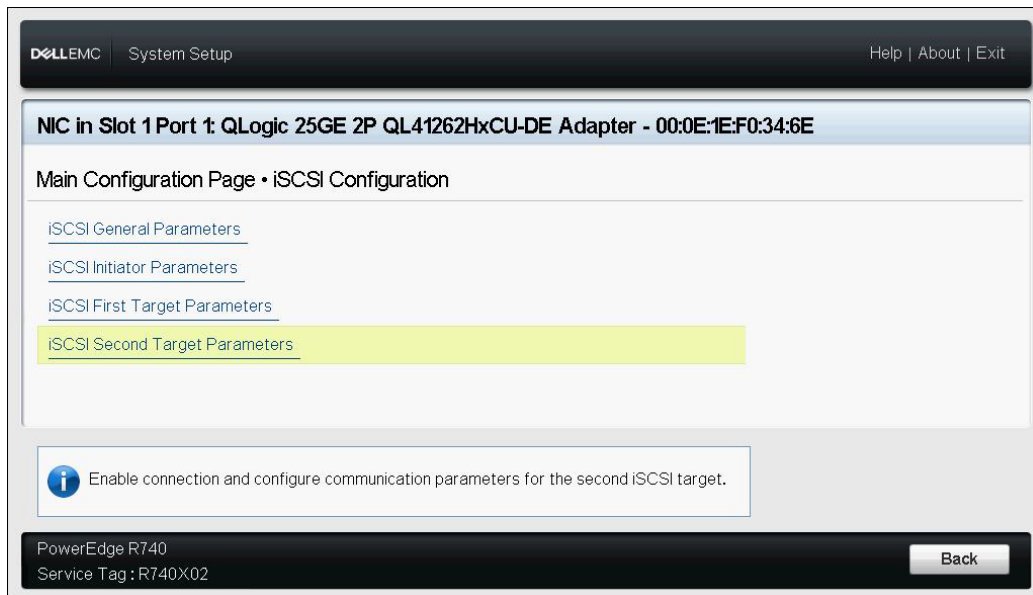 DELLEMC System Setup Help | About | Exit
NIC in Slot 1 Port 1: QLogic 25GE 2P QL41262HxCU-DE Adapter - 00:0E:1E:F0:34:6E
Main Configuration Page • iSCSI Configuration
iSCSI General Parameters
iSCSI Initiator Parameters
iSCSI First Target Parameters
iSCSI Second Target Parameters
Enable connection and configure communication parameters for the second iSCSI target.
PowerEdge R740
Service Tag : R740X02
Back